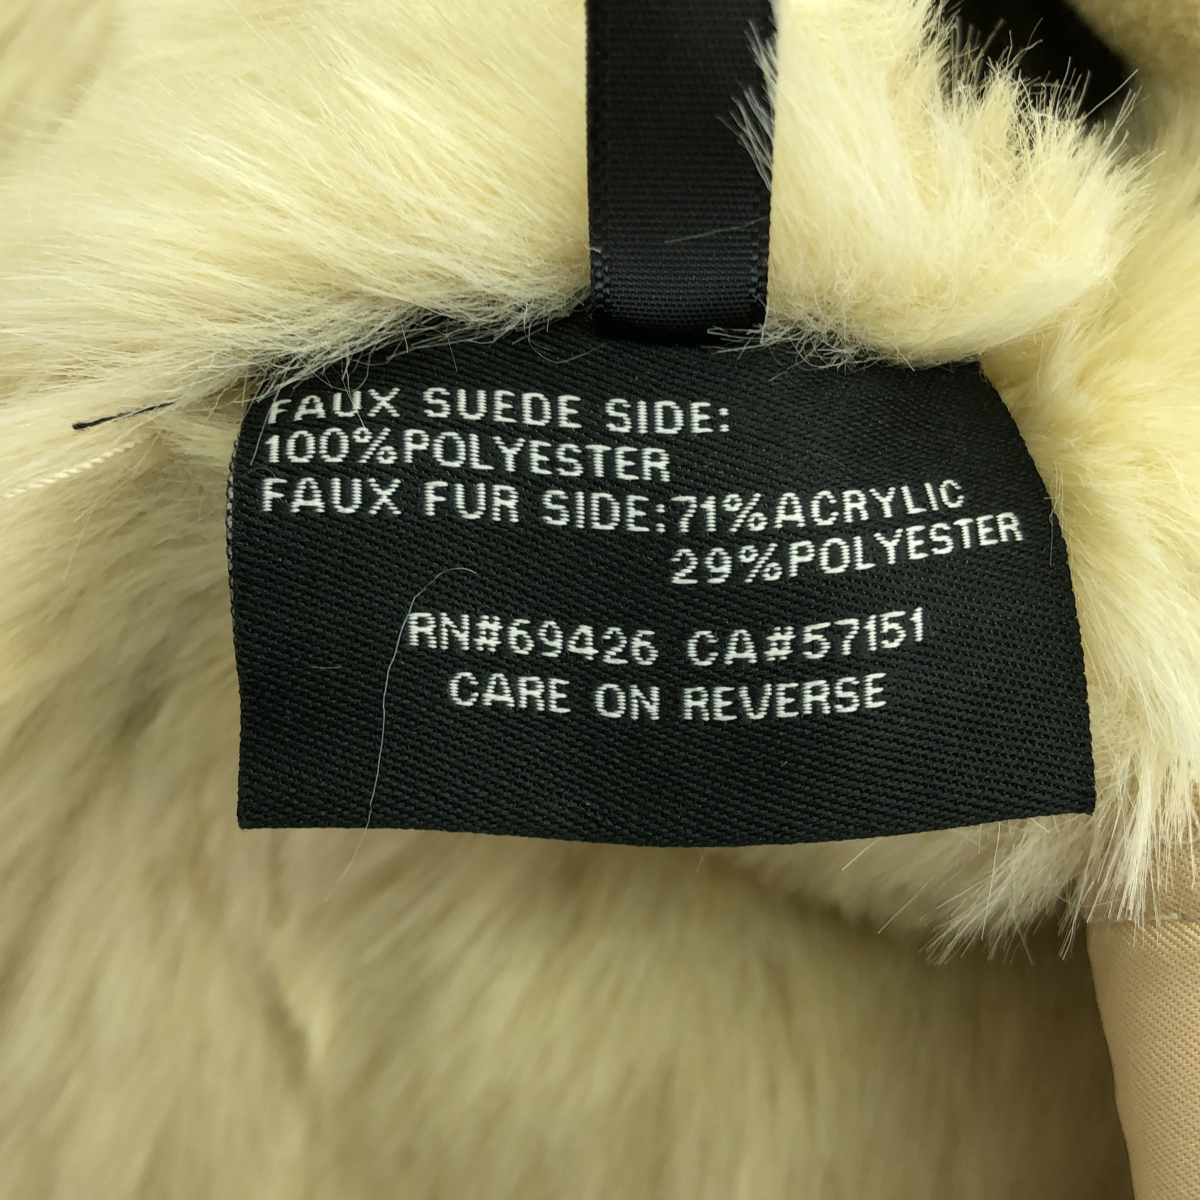 FAUX SUEDE SIDE:
100%POLYESTER
FAUX FUR SIDE:71%ACRYLIC
29%POLYESTER
RN#69426 CA#57151
CARE ON REVERSE